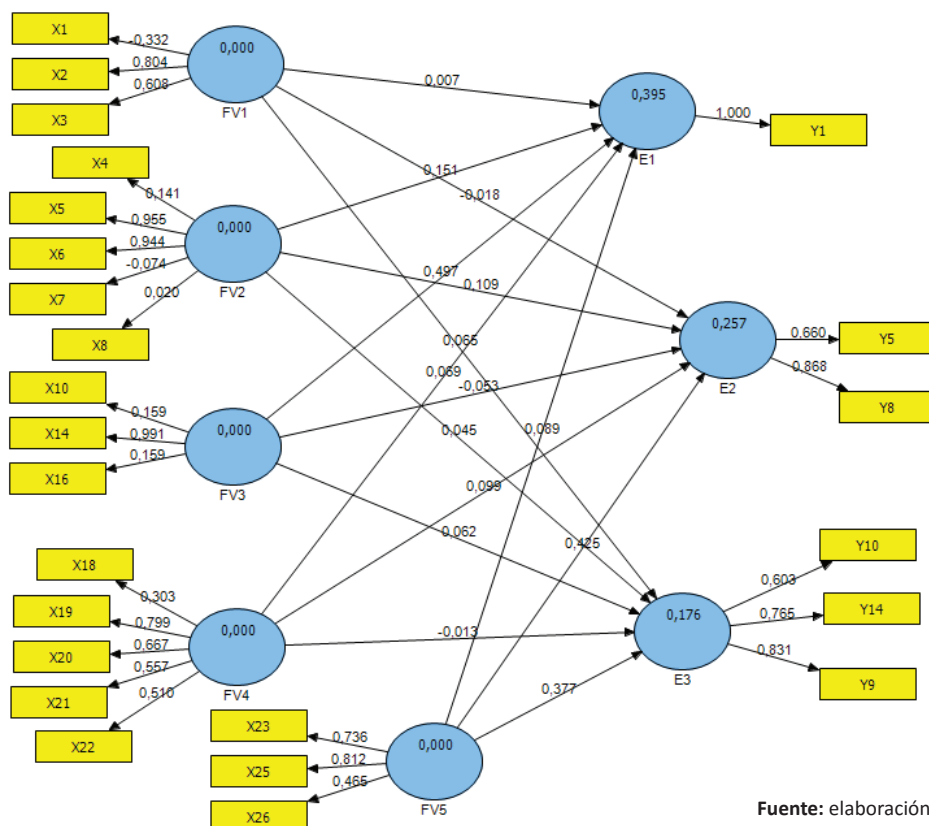 X1
-0,332
0,000
X2
0,804
0,608
X3
FV1
0,007
0,395
1,000
Y1
E1
X4
0,141
0,151
-0,018
X5
0,955
0,000
X6
0,944
-0,074
X7
0,020
FV2
X8
0,497
0,109
0,257
0,660
Y5
0,868
Y8
E2
0,065
0,069
-0,053
X10
0,159
0,000
X14
0,991
X16
0,159
FV3
0,045
0,089
0,099
0,062
0,425
X18
0,303
X19
0,799
0,000
X20
0,667
0,557
X21
0,510
FV4
X22
-0,013
0,176
0,603
Y10
0,765
Y14
0,831
Y9
E3
0,377
X23
0,736
0,000
X25
0,812
0,465
X26
FV5
Fuente: elaboración